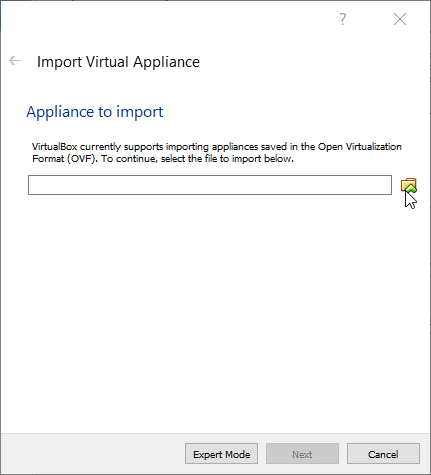 ?
Import Virtual Appliance
Appliance to import
VirtualBox currently supports importing appliances saved in the Open Virtualization
Format (OVF). To continue, select the file to import below.
Expert Mode Next Cancel